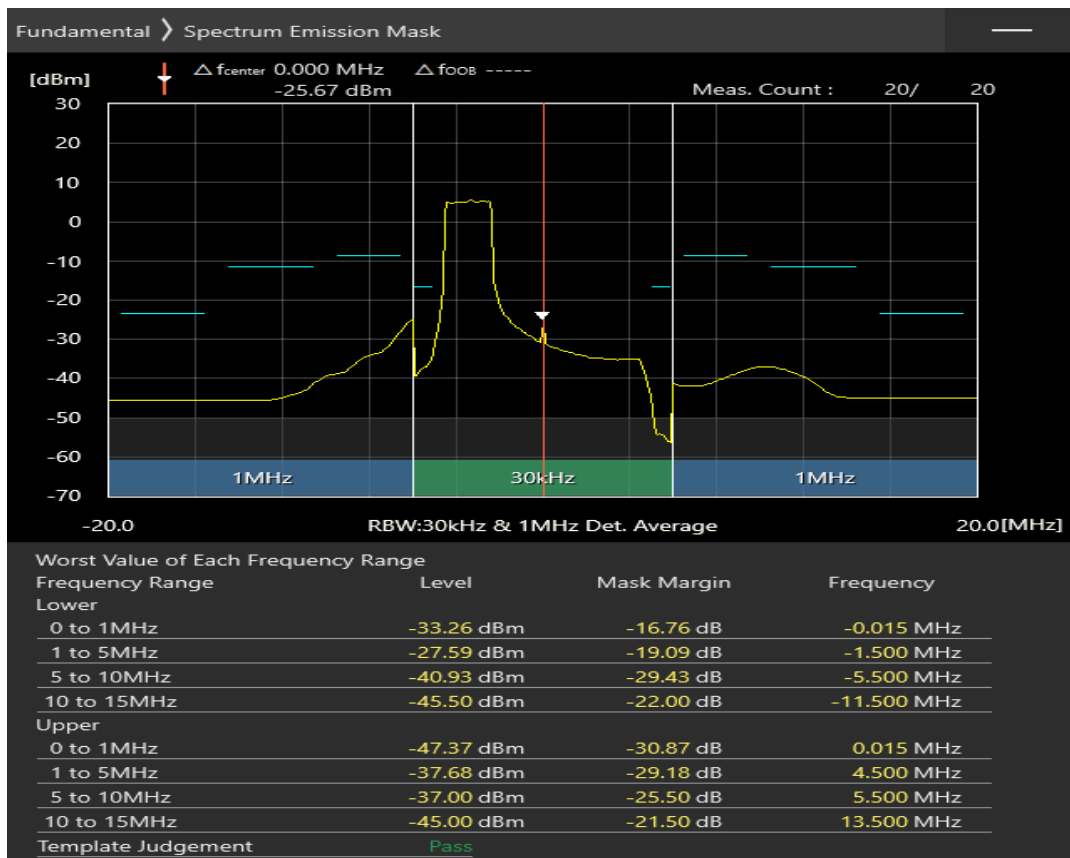 Fundamental ❯ Spectrum Emission Mask
[dBm] △ fcenter 0.000 MHz △ fOOB -----
-25.67 dBm Meas. Count : 20/ 20
30
20
10
0
-10
-20
-30
-40
-50
-60
1MHz 30kHz 1MHz
-70
-20.0 RBW:30kHz & 1MHz Det. Average 20.0[MHz]
Worst Value of Each Frequency Range
Frequency Range Level Mask Margin Frequency
Lower
0 to 1MHz -33.26 dBm -16.76 dB -0.015 MHz
1 to 5MHz -27.59 dBm -19.09 dB -1.500 MHz
5 to 10MHz -40.93 dBm -29.43 dB -5.500 MHz
10 to 15MHz -45.50 dBm -22.00 dB -11.500 MHz
Upper
0 to 1MHz -47.37 dBm -30.87 dB 0.015 MHz
1 to 5MHz -37.68 dBm -29.18 dB 4.500 MHz
5 to 10MHz -37.00 dBm -25.50 dB 5.500 MHz
10 to 15MHz -45.00 dBm -21.50 dB 13.500 MHz
Template Judgement Pass